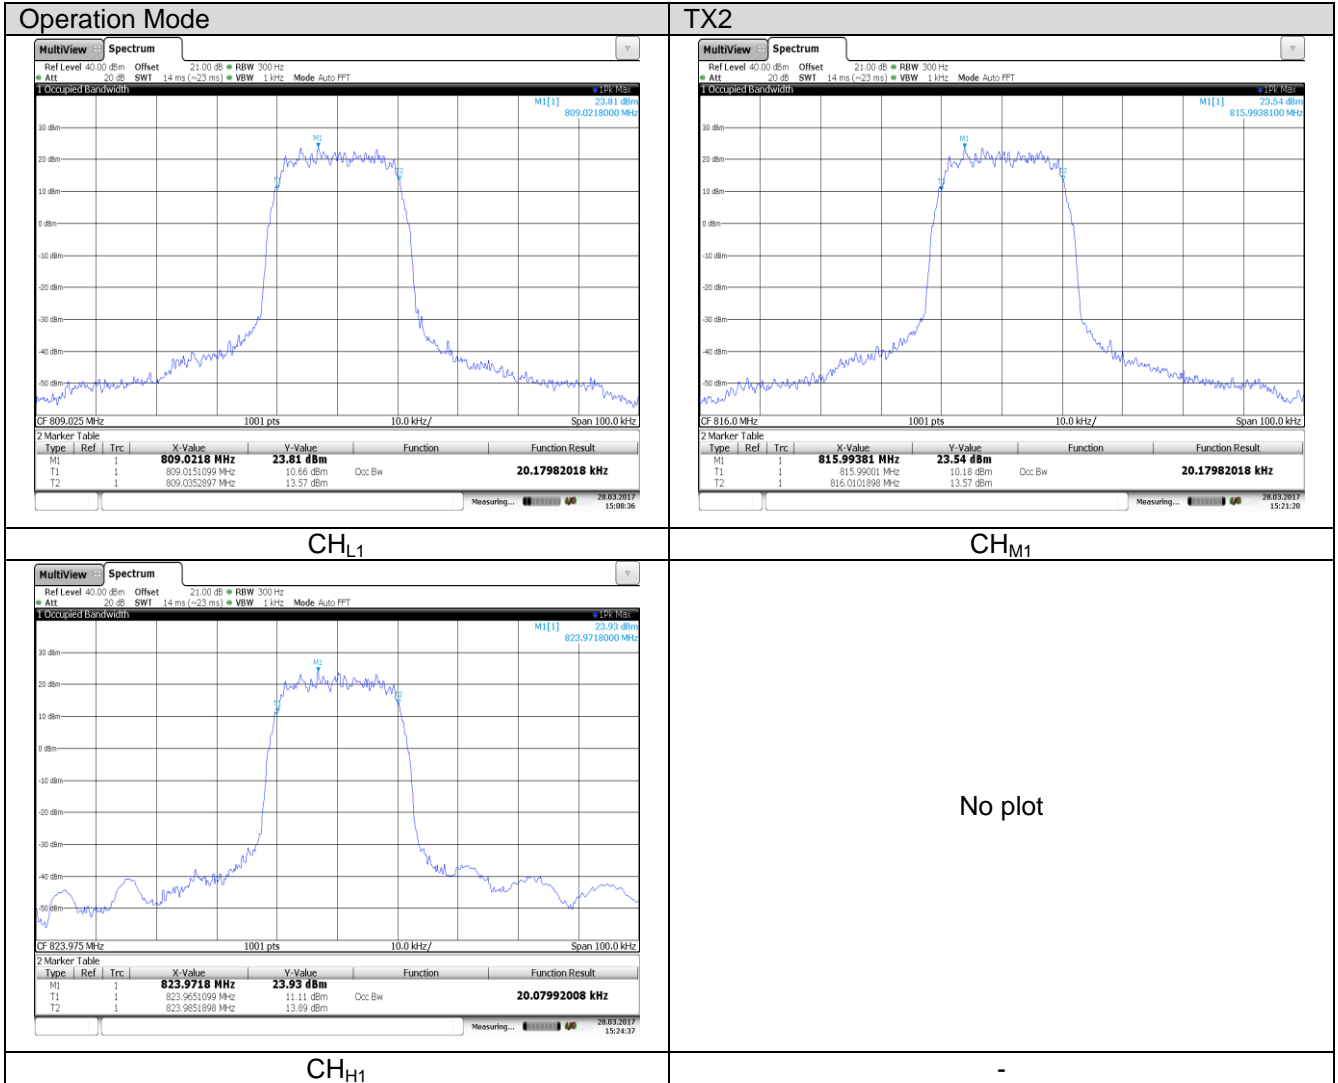 Operation Mode TX2
MultiView Spectrum
Ref Level 40.00 dBm Offset 21.00 dB RBW 300 Hz
Att 20 dB SWT 14 ms (~23 ms) VBW 1 kHz Mode Auto FFT
1 Occupied Bandwidth 1Pk Max
M1[1] 23.81 dBm
809.0218000 MHz
30 dBm
M1
20 dBm
T2
10 dBm
0 dBm
-10 dBm
-20 dBm
-30 dBm
-40 dBm
-50 dBm
CF 809.025 MHz 1001 pts 10.0 kHz/ Span 100.0 kHz
2 Marker Table
Type Ref Trc X-Value Y-Value Function Function Result
M1 1 809.0218 MHz 23.81 dBm
T1 1 809.0151099 MHz 10.66 dBm Occ Bw 20.17982018 kHz
T2 1 809.0352897 MHz 13.57 dBm
Measuring... 28.03.2017
15:08:36
MultiView Spectrum
Ref Level 40.00 dBm Offset 21.00 dB RBW 300 Hz
Att 20 dB SWT 14 ms (~23 ms) VBW 1 kHz Mode Auto FFT
1 Occupied Bandwidth 1Pk Max
M1[1] 23.54 dBm
815.9938100 MHz
30 dBm
M1
20 dBm
T2
10 dBm
T1
0 dBm
-10 dBm
-20 dBm
-30 dBm
-40 dBm
-50 dBm
CF 816.0 MHz 1001 pts 10.0 kHz/ Span 100.0 kHz
2 Marker Table
Type Ref Trc X-Value Y-Value Function Function Result
M1 1 815.99381 MHz 23.54 dBm
T1 1 815.99001 MHz 10.18 dBm Occ Bw 20.17982018 kHz
T2 1 816.0101898 MHz 13.57 dBm
Measuring... 28.03.2017
15:21:20
CHL1 CHM1
MultiView Spectrum
Ref Level 40.00 dBm Offset 21.00 dB RBW 300 Hz
Att 20 dB SWT 14 ms (~23 ms) VBW 1 kHz Mode Auto FFT
1 Occupied Bandwidth 1Pk Max
M1[1] 23.93 dBm
823.9718000 MHz
30 dBm
M1
20 dBm
10 dBm
0 dBm
-10 dBm
-20 dBm
-30 dBm
-40 dBm
-50 dBm
CF 823.975 MHz 1001 pts 10.0 kHz/ Span 100.0 kHz
2 Marker Table
Type Ref Trc X-Value Y-Value Function Function Result
M1 1 823.9718 MHz 23.93 dBm
T1 1 823.9651099 MHz 11.11 dBm Occ Bw 20.07992008 kHz
T2 1 823.9851898 MHz 13.89 dBm
Measuring... 28.03.2017
15:24:37
No plot
CHH1 -